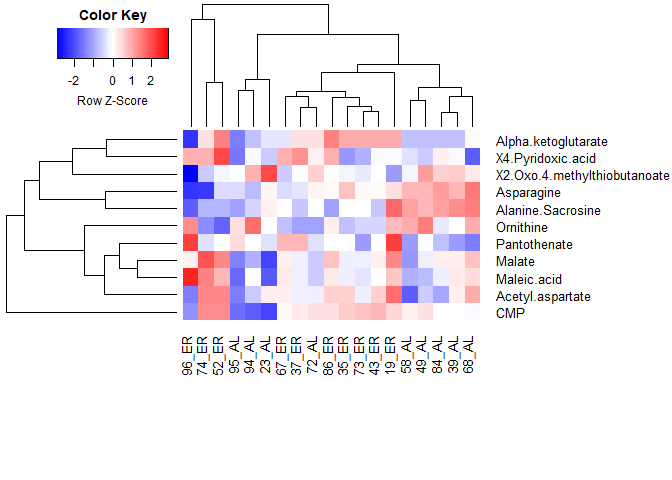 Color Key
-2 0 1 2
Row Z-Score
Alpha.ketoglutarate
X4.Pyridoxic.acid
X2.Oxo.4.methylthiobutanoate
Asparagine
Alanine.Sacrosine
Ornithine
Pantothenate
Malate
Maleic.acid
Acetyl.aspartate
CMP
96_ER
74_ER
52_ER
95_AL
94_AL
23_AL
67_ER
37_ER
72_AL
86_ER
35_ER
73_ER
43_ER
19_ER
58_AL
49_AL
84_AL
39_AL
68_AL